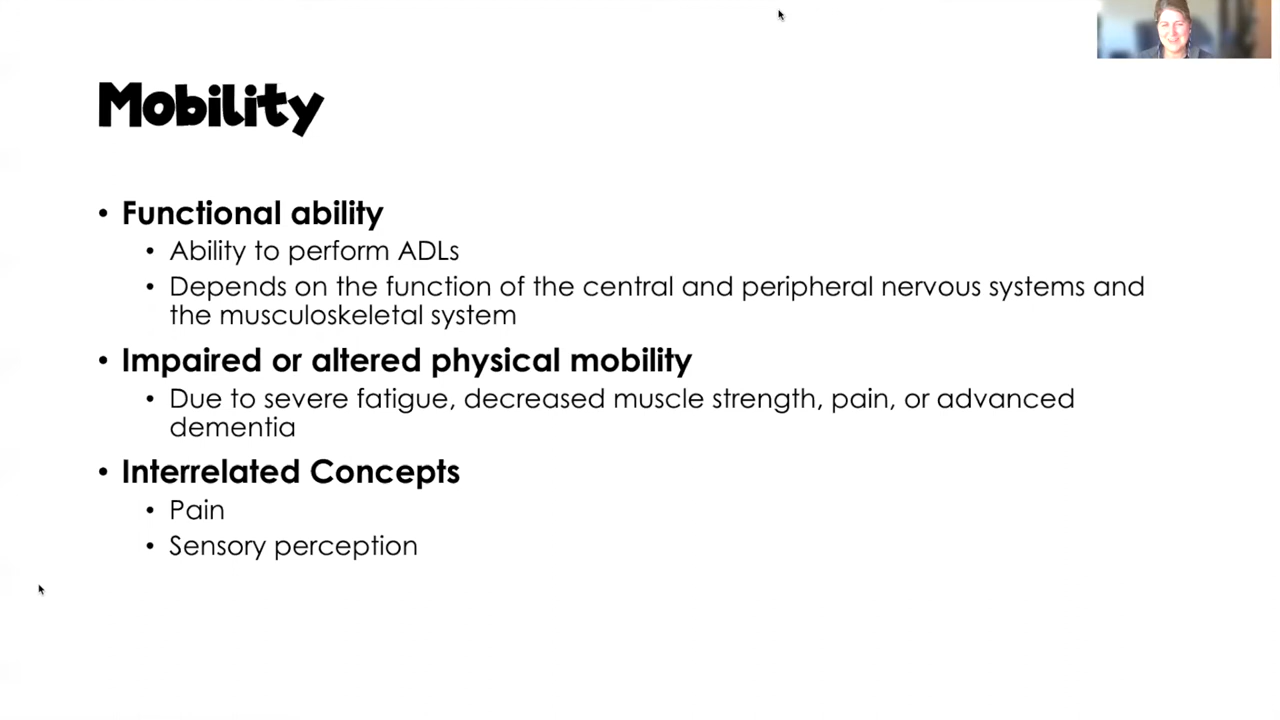 Mobility
• Functional ability
• Ability to perform ADLs
• Depends on the function of the central and peripheral nervous systems and
the musculoskeletal system
• Impaired or altered physical mobility
• Due to severe fatigue, decreased muscle strength, pain, or advanced
dementia
• Interrelated Concepts
• Pain
• Sensory perception